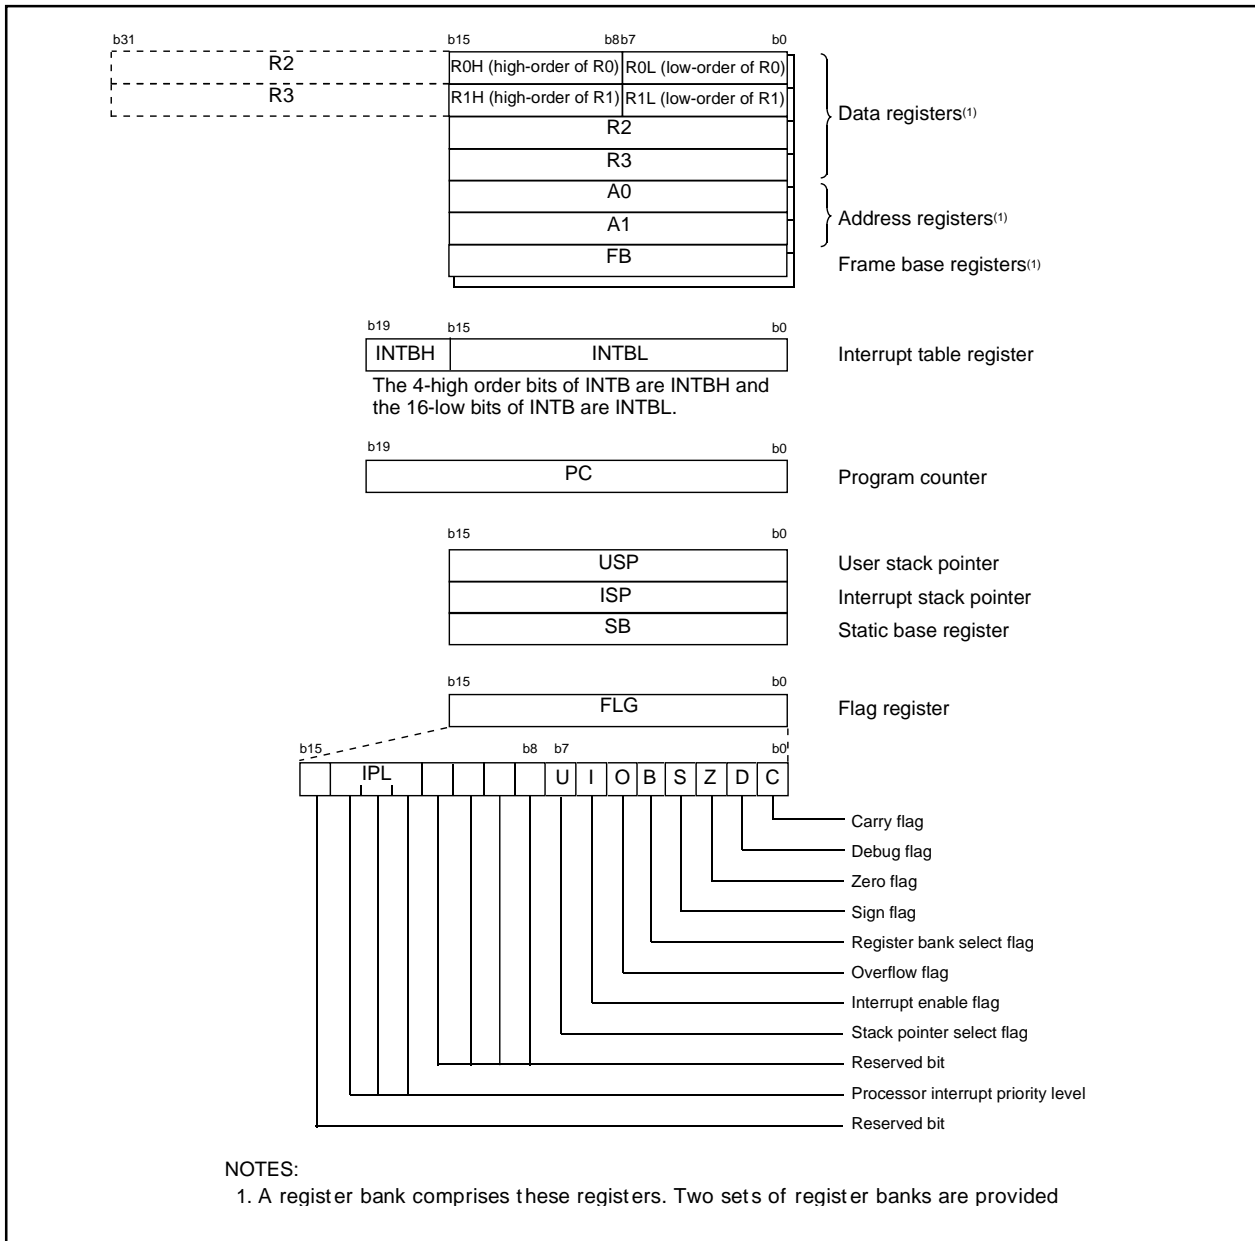 b31 b15 b8b7 b0
R2 R0H (high-order of R0) R0L (low-order of R0)
R3 R1H (high-order of R1) R1L (low-order of R1)
Data registers(1)
R2
R3
A0
A1
Address registers(1)
FB
Frame base registers(1)
b19 b15 b0
INTBH INTBL Interrupt table register
The 4-high order bits of INTB are INTBH and
the 16-low bits of INTB are INTBL.
b19 b0
PC Program counter
b15 b0
USP User stack pointer
ISP Interrupt stack pointer
SB Static base register
b15 b0
FLG Flag register
b15 b8 b7 b0
IPL U I O B S Z D C
Carry flag
Debug flag
Zero flag
Sign flag
Register bank select flag
Overflow flag
Interrupt enable flag
Stack pointer select flag
Reserved bit
Processor interrupt priority level
Reserved bit
NOTES:
1. A register bank comprises these registers. Two sets of register banks are provided